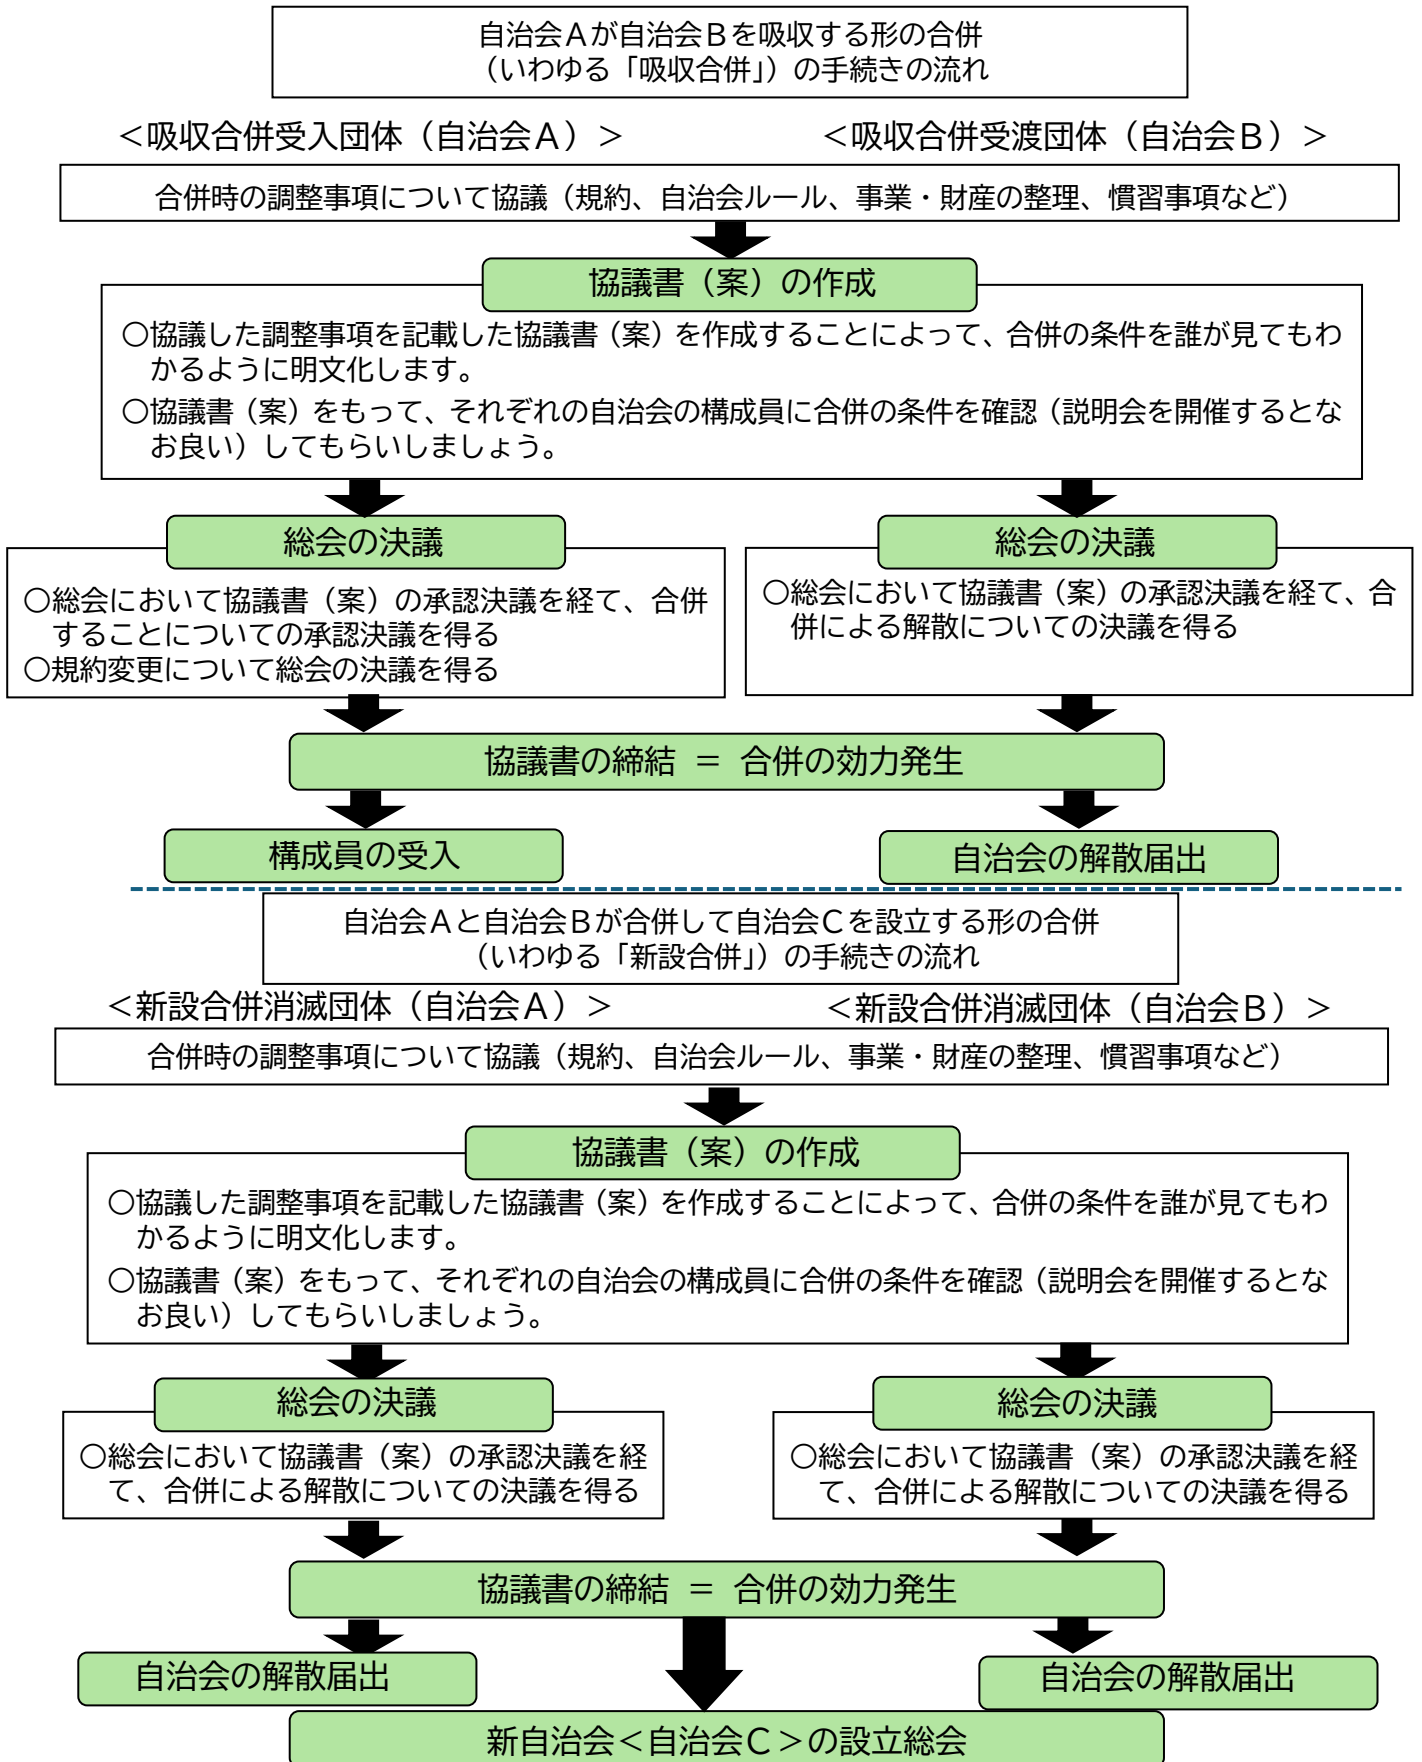 自治会Ａが自治会Ｂを吸収する形の合併
（いわゆる「吸収合併」）の手続きの流れ
＜吸収合併受入団体（自治会Ａ）＞
＜吸収合併受渡団体（自治会Ｂ）＞
合併時の調整事項について協議（規約、自治会ルール、事業・財産の整理、慣習事項など）
協議書（案）の作成
○協議した調整事項を記載した協議書（案）を作成することによって、合併の条件を誰が見てもわ
かるように明文化します。
○協議書（案）をもって、それぞれの自治会の構成員に合併の条件を確認（説明会を開催するとな
お良い）してもらいしましょう。
総会の決議
○総会において協議書（案）の承認決議を経て、合併
することについての承認決議を得る
○規約変更について総会の決議を得る
総会の決議
○総会において協議書（案）の承認決議を経て、合
併による解散についての決議を得る
協議書の締結 ＝ 合併の効力発生
構成員の受入
自治会の解散届出
自治会Ａと自治会Ｂが合併して自治会Ｃを設立する形の合併
（いわゆる「新設合併」）の手続きの流れ
＜新設合併消滅団体（自治会Ａ）＞
＜新設合併消滅団体（自治会Ｂ）＞
合併時の調整事項について協議（規約、自治会ルール、事業・財産の整理、慣習事項など）
協議書（案）の作成
○協議した調整事項を記載した協議書（案）を作成することによって、合併の条件を誰が見てもわ
かるように明文化します。
○協議書（案）をもって、それぞれの自治会の構成員に合併の条件を確認（説明会を開催するとな
お良い）してもらいしましょう。
総会の決議
○総会において協議書（案）の承認決議を経
て、合併による解散についての決議を得る
総会の決議
○総会において協議書（案）の承認決議を経
て、合併による解散についての決議を得る
協議書の締結 ＝ 合併の効力発生
自治会の解散届出
自治会の解散届出
新自治会＜自治会Ｃ＞の設立総会